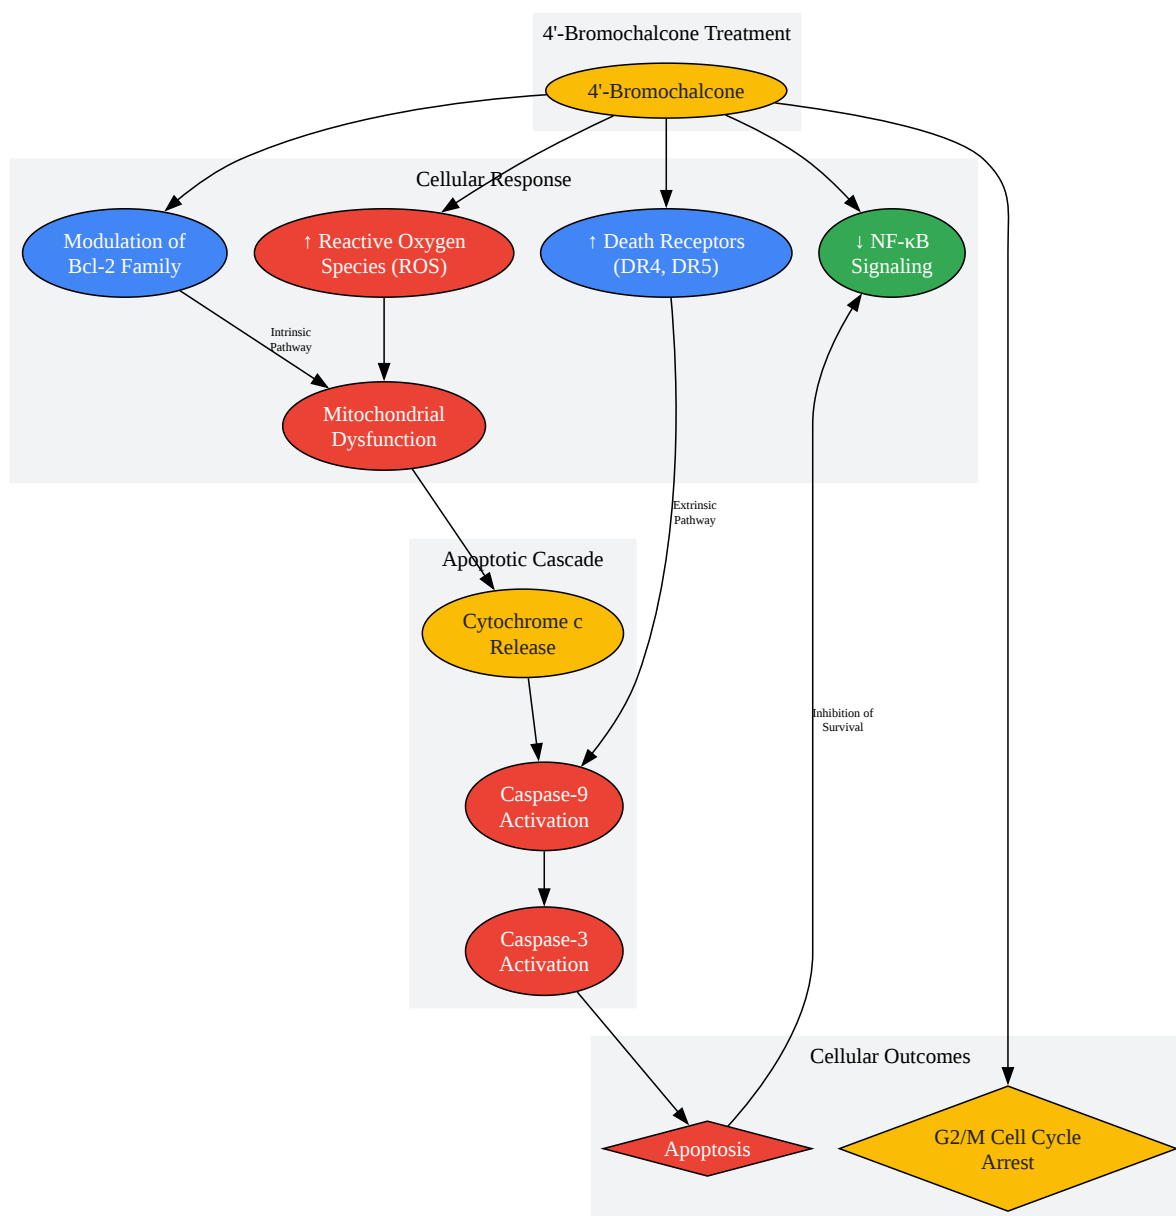 4'-Bromochalcone Treatment
4'-Bromochalcone
Cellular Response
Modulation of
Bcl-2 Family
↑ Reactive Oxygen
Species (ROS)
↑ Death Receptors
(DR4, DR5)
↓ NF-κB
Signaling
Intrinsic
Pathway
Mitochondrial
Dysfunction
Extrinsic
Pathway
Apoptotic Cascade
Cytochrome c
Release
Inhibition of
Survival
Caspase-9
Activation
Caspase-3
Activation
Cellular Outcomes
Apoptosis
G2/M Cell Cycle
Arrest